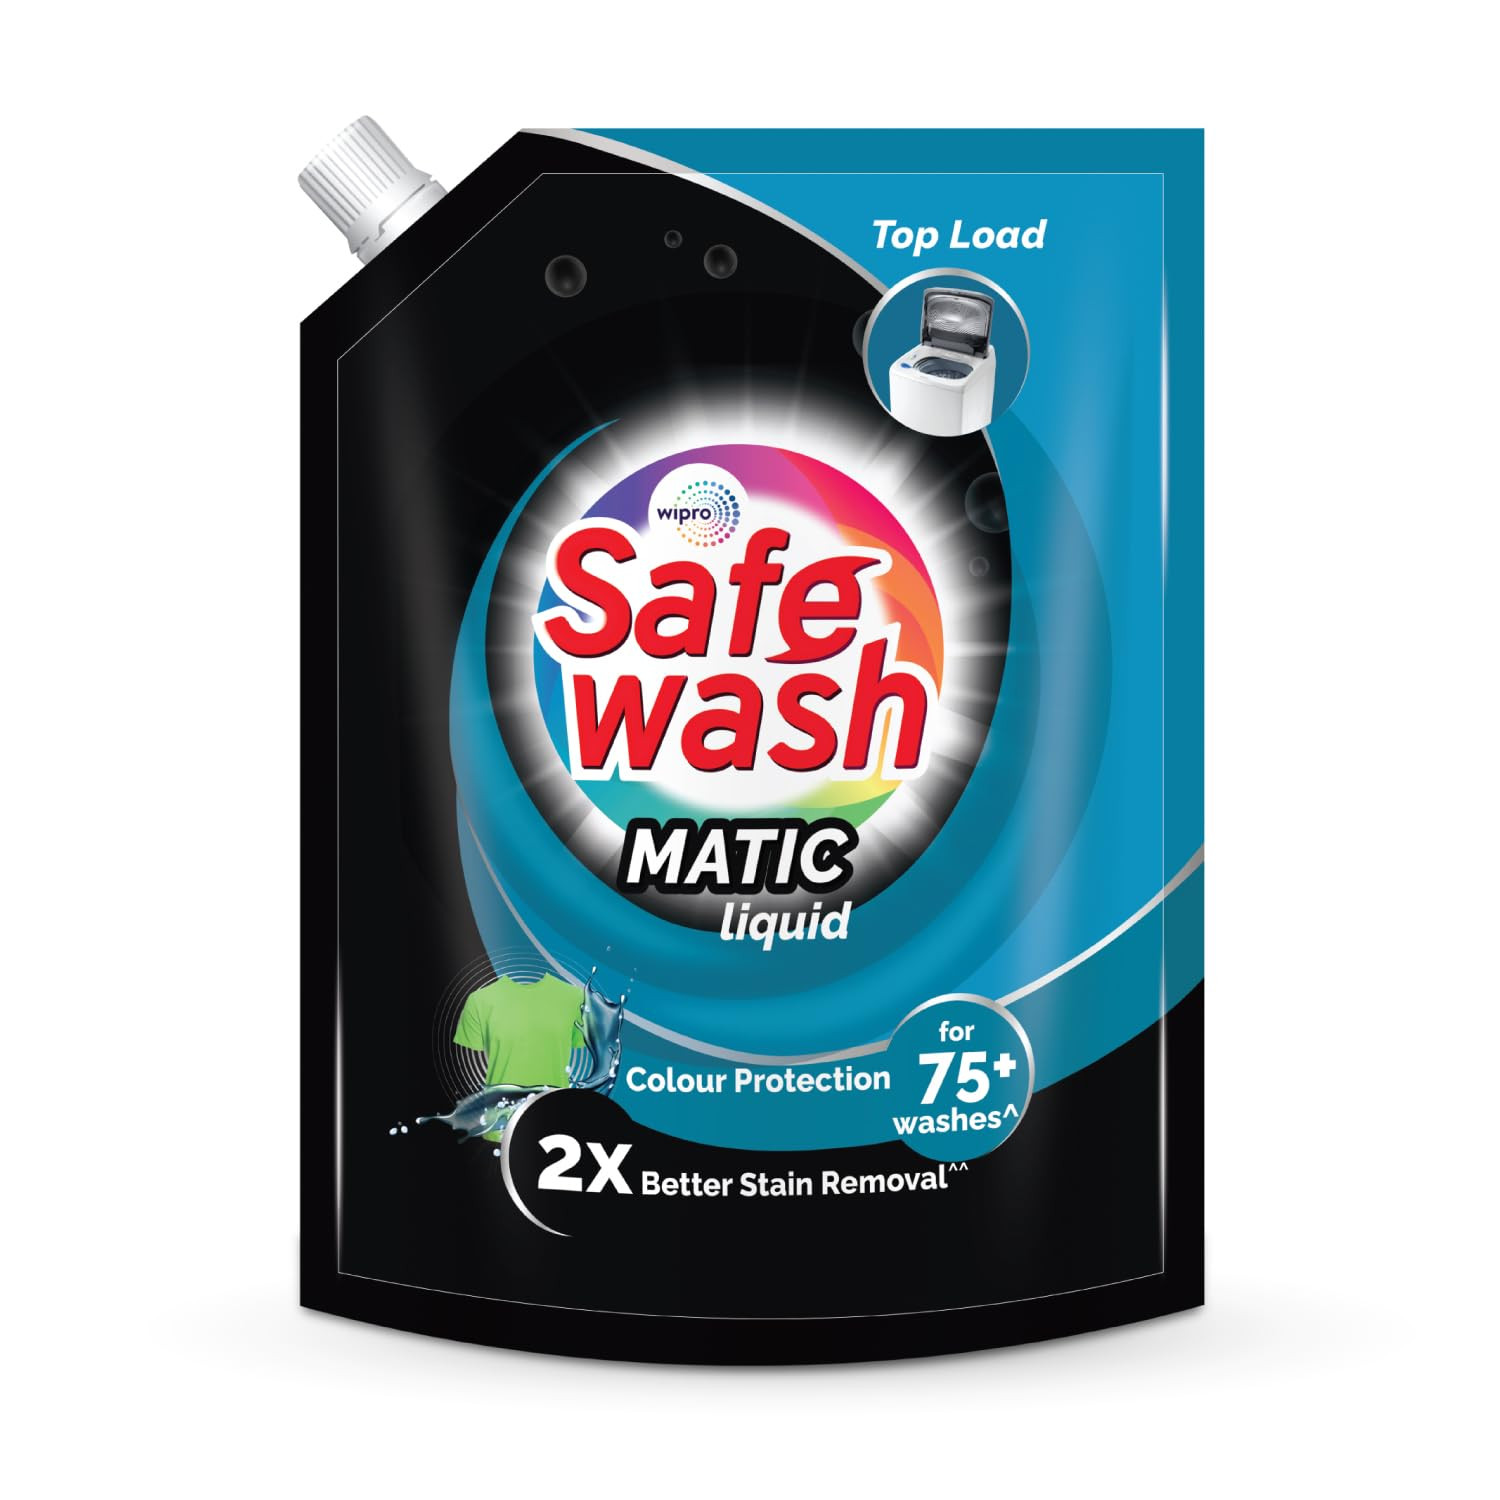 Top Load
wipro
Safe
wash
MATIC
liquid
for
75+
washes^
Colour Protection
2X Better Stain Removal^^